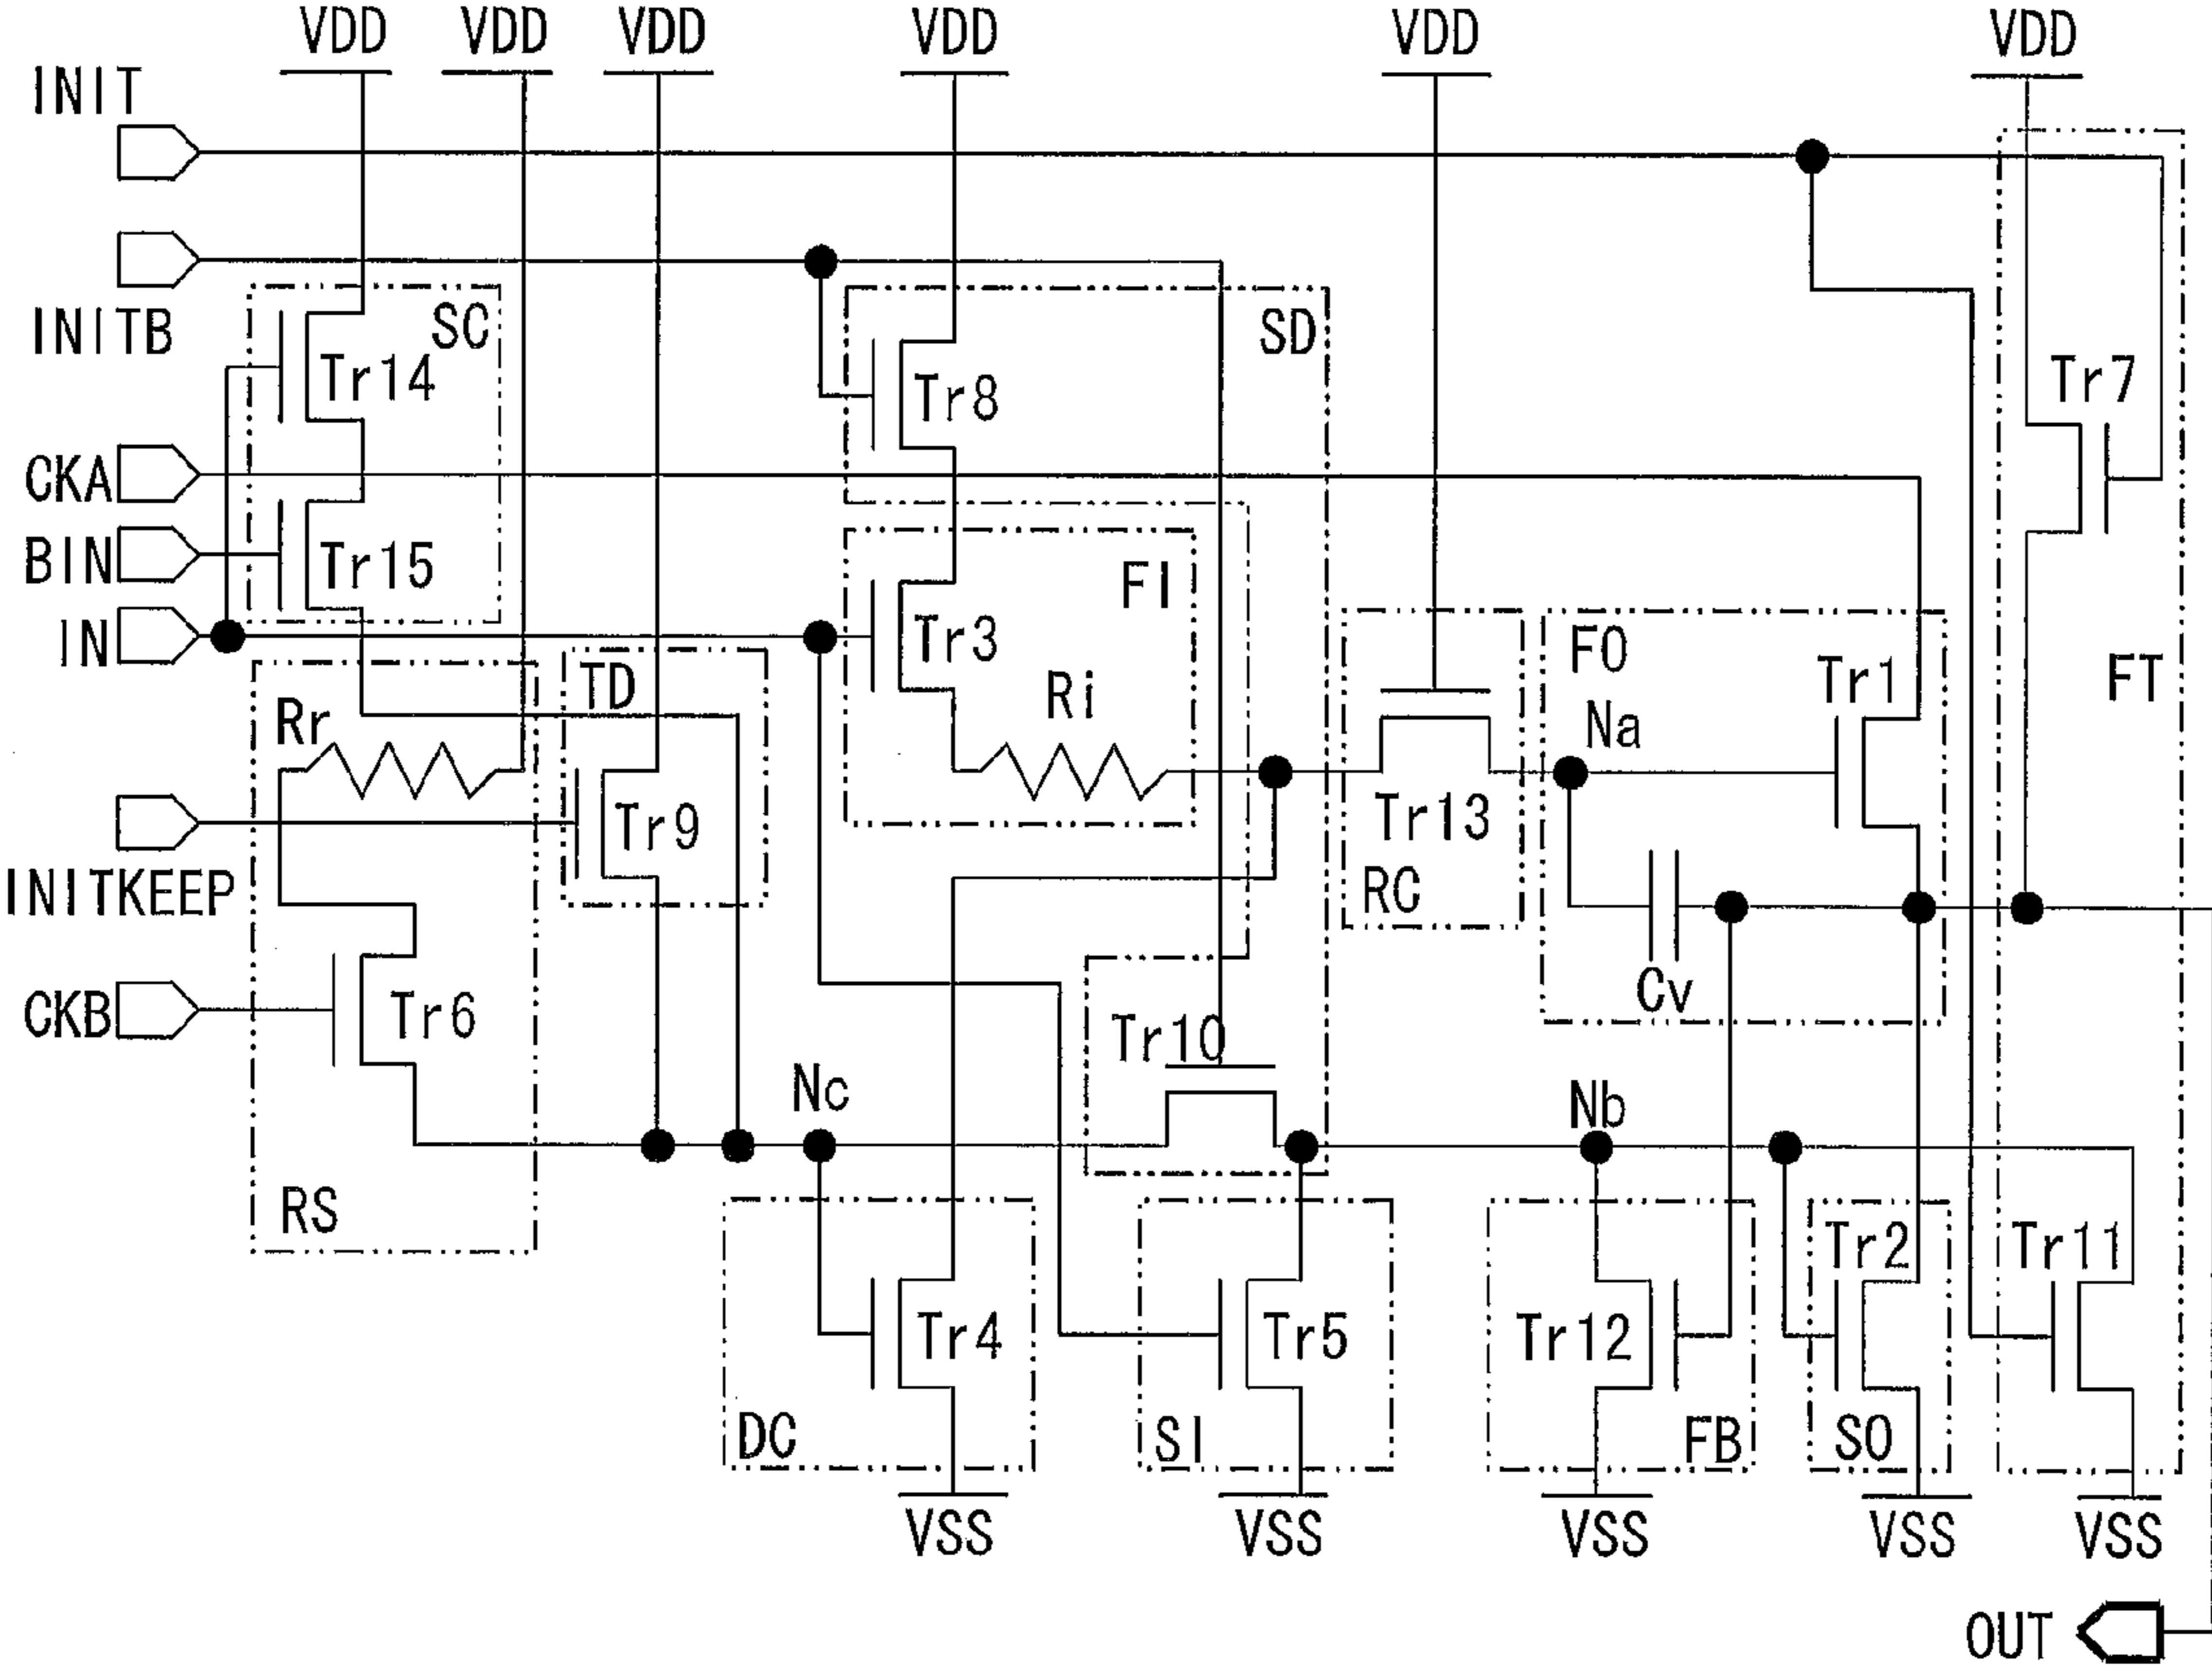 VDD VDD VDD VDD VDD VDD
INIT
INITB
SC
SD
Tr14
Tr8
Tr7
CKA
BIN
Tr15
FI
IN
Tr3
TD
FO
Tr1
FT
Rr
Ri
Na
Tr9
Tr13
INITKEEP
RC
CKB
Tr6
Cv
Tr10
Nc
Nb
RS
Tr2
Tr11
Tr4
Tr5
Tr12
DC
SI
FB
SO
VSS VSS VSS VSS VSS
OUT